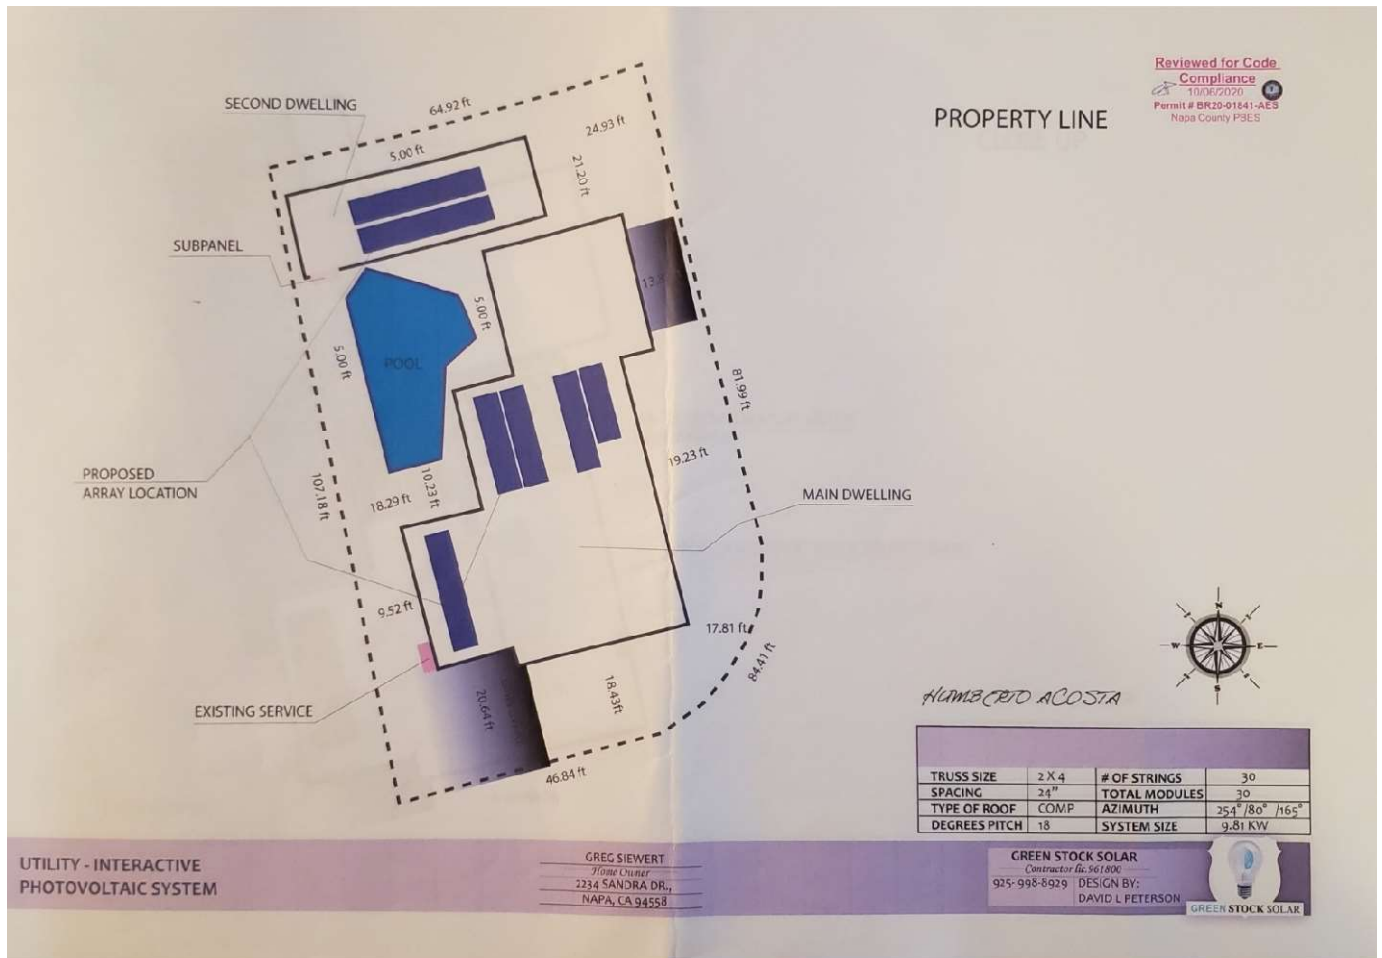 Reviewed for Code
Compliance
10/06/2020
Permit # BR20-01841-AES
Napa County PBES
PROPERTY LINE
SECOND DWELLING
64.92 ft
24.93 ft
5.00 ft
21.20 ft
SUBPANEL
5.00 ft
5.00 ft
POOL
81.99 ft
19.23 ft
PROPOSED
ARRAY LOCATION
107.18 ft
18.29 ft
10.23 ft
MAIN DWELLING
9.52 ft
17.81 ft
84.41 ft
EXISTING SERVICE
20.64 ft
18.43ft
46.84 ft
N
W
E
S
HUMBERTO ACOSTA
TRUSS SIZE 2 X 4 # OF STRINGS 30
SPACING 24" TOTAL MODULES 30
TYPE OF ROOF COMP AZIMUTH 254° /80° /165°
DEGREES PITCH 18 SYSTEM SIZE 9.81 KW
UTILITY - INTERACTIVE
PHOTOVOLTAIC SYSTEM
GREG SIEWERT
Home Owner
2234 SANDRA DR.,
NAPA, CA 94558
GREEN STOCK SOLAR
Contractor lic. 561800
925- 998-8929 DESIGN BY:
DAVID L PETERSON
GREEN STOCK SOLAR